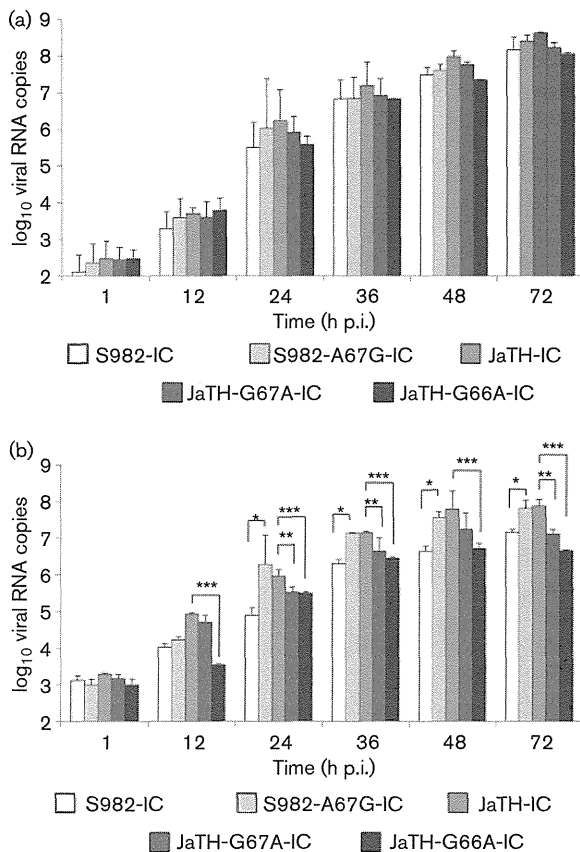 (a)
9
8
7
6
5
4
3
2
log10 viral RNA copies
1 12 24 36 48 72
Time (h p.i.)
S982-IC S982-A67G-IC JaTH-IC
JaTH-G67A-IC JaTH-G66A-IC
(b)
9
8
7
6
5
4
3
2
log10 viral RNA copies
*** * *** ** * *** ** * *** * *** **
1 12 24 36 48 72
Time (h p.i.)
S982-IC S982-A67G-IC JaTH-IC
JaTH-G67A-IC JaTH-G66A-IC